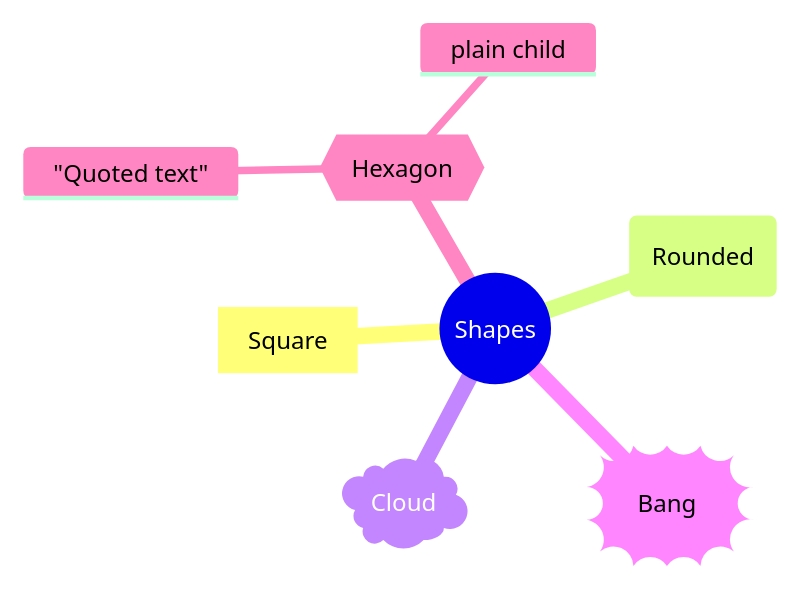 plain child
"Quoted text"
Hexagon
Rounded
Square
Shapes
Cloud
Bang